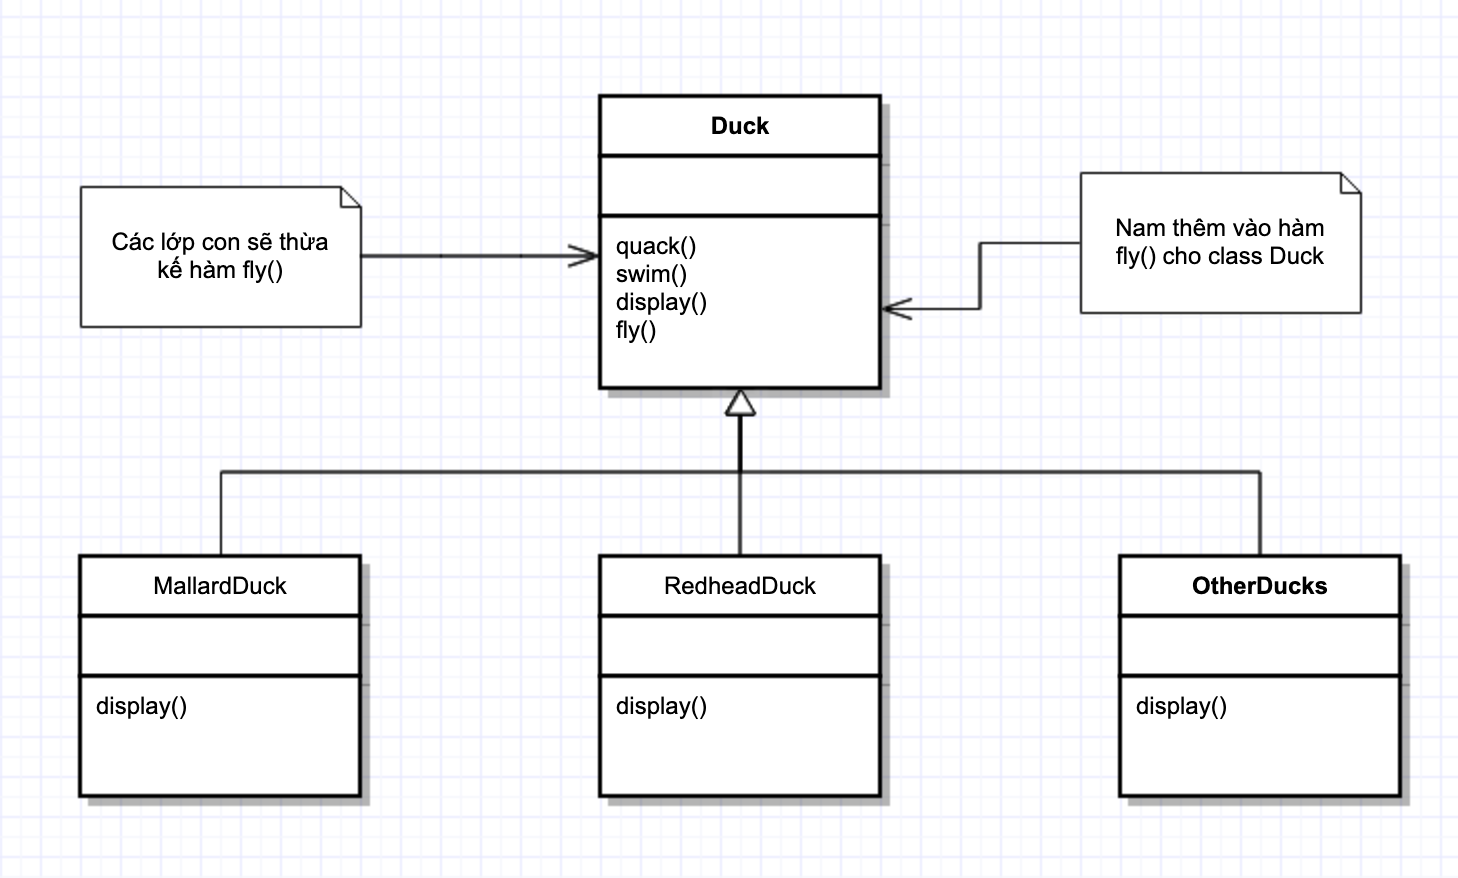 Duck
Các lớp con sẽ thừa
kế hàm fly()
quack()
swim()
display()
fly()
Nam thêm vào hàm
fly() cho class Duck
MallardDuck
display()
RedheadDuck
display()
OtherDucks
display()